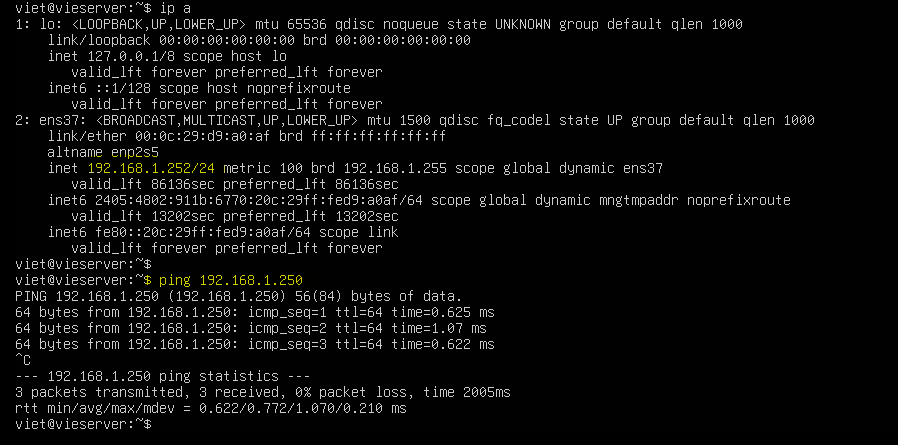 viet@vieserver:~$ ip a
1: lo: <LOOPBACK,UP,LOWER_UP> mtu 65536 qdisc noqueue state UNKNOWN group default qlen 1000
    link/loopback 00:00:00:00:00:00 brd 00:00:00:00:00:00
    inet 127.0.0.1/8 scope host lo
       valid_lft forever preferred_lft forever
    inet6 ::1/128 scope host noprefixroute
       valid_lft forever preferred_lft forever
2: ens37: <BROADCAST,MULTICAST,UP,LOWER_UP> mtu 1500 qdisc fq_codel state UP group default qlen 1000
    link/ether 00:0c:29:d9:a0:af brd ff:ff:ff:ff:ff:ff
    altname enp2s5
    inet 192.168.1.252/24 metric 100 brd 192.168.1.255 scope global dynamic ens37
       valid_lft 86136sec preferred_lft 86136sec
    inet6 2405:4802:911b:6770:20c:29ff:fed9:a0af/64 scope global dynamic mngtmpaddr noprefixroute
       valid_lft 13202sec preferred_lft 13202sec
    inet6 fe80::20c:29ff:fed9:a0af/64 scope link
       valid_lft forever preferred_lft forever
viet@vieserver:~$
viet@vieserver:~$ ping 192.168.1.250
PING 192.168.1.250 (192.168.1.250) 56(84) bytes of data.
64 bytes from 192.168.1.250: icmp_seq=1 ttl=64 time=0.625 ms
64 bytes from 192.168.1.250: icmp_seq=2 ttl=64 time=1.07 ms
64 bytes from 192.168.1.250: icmp_seq=3 ttl=64 time=0.622 ms
^C
--- 192.168.1.250 ping statistics ---
3 packets transmitted, 3 received, 0% packet loss, time 2005ms
rtt min/avg/max/mdev = 0.622/0.772/1.070/0.210 ms
viet@vieserver:~$